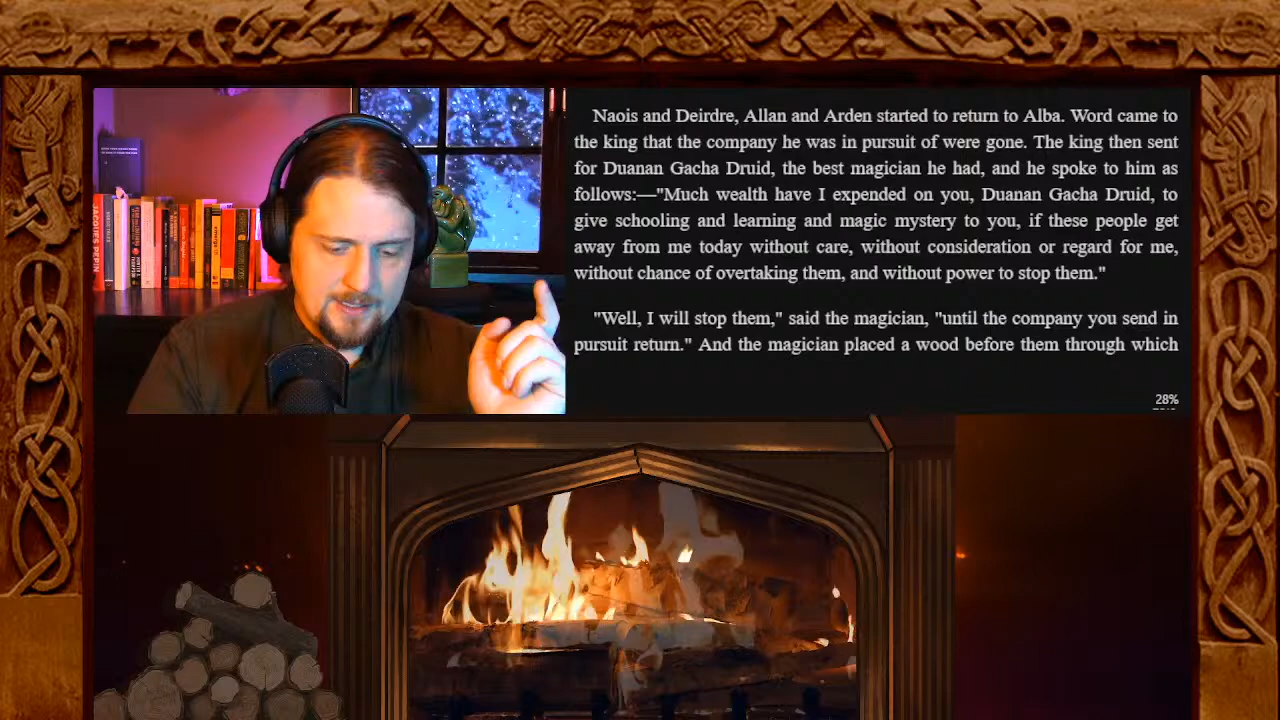 Naois and Deirdre, Allan and Arden started to return to Alba. Word came to
the king that the company he was in pursuit of were gone. The king then sent
for Duanan Gacha Druid, the best magician he had, and he spoke to him as
follows:—"Much wealth have I expended on you, Duanan Gacha Druid, to
give schooling and learning and magic mystery to you, if these people get
away from me today without care, without consideration or regard for me,
without chance of overtaking them, and without power to stop them."
"Well, I will stop them," said the magician, "until the company you send in
pursuit return." And the magician placed a wood before them through which
28%
JACQUES PEPIN